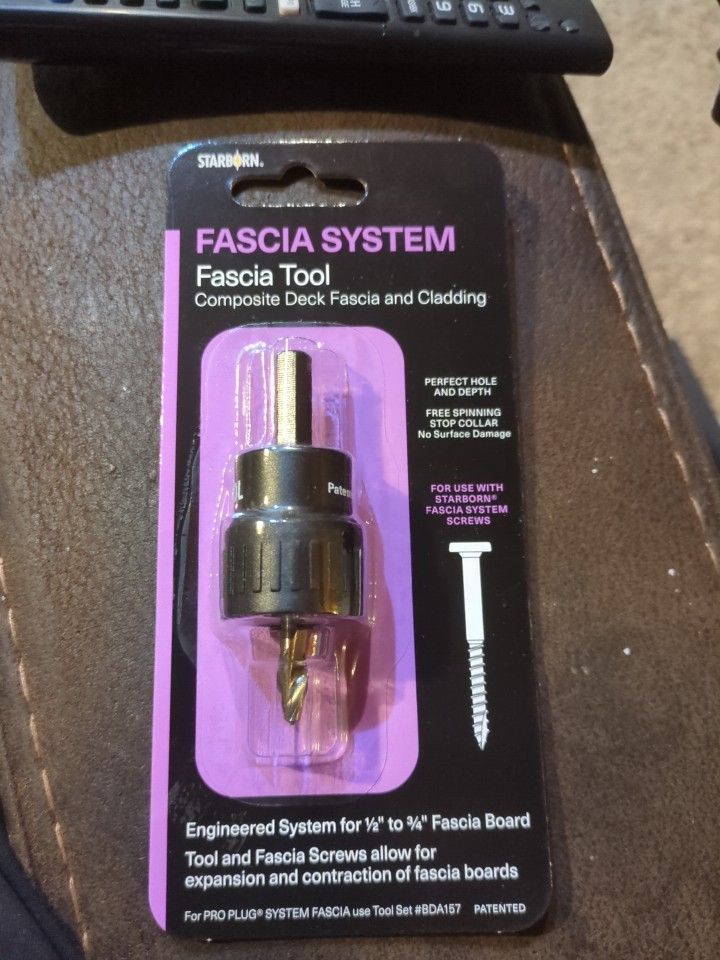 3
6
9
STARBORN®
FASCIA SYSTEM
Fascia Tool
Composite Deck Fascia and Cladding
PERFECT HOLE
AND DEPTH
FREE SPINNING
STOP COLLAR
No Surface Damage
FOR USE WITH
STARBORN®
FASCIA SYSTEM
SCREWS
Engineered System for ½" to ¾" Fascia Board
Tool and Fascia Screws allow for
expansion and contraction of fascia boards
For PRO PLUG® SYSTEM FASCIA use Tool Set #BDA157 PATENTED